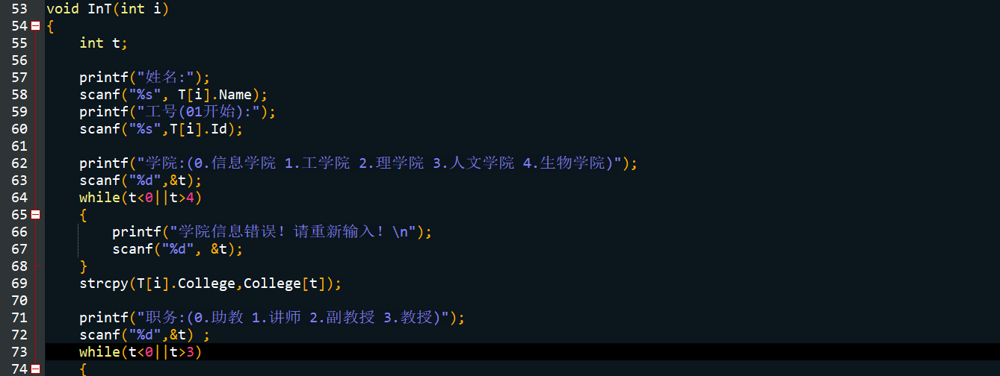 53 void InT(int i)
54 {
55     int t;
56
57     printf("姓名:");
58     scanf("%s", T[i].Name);
59     printf("工号(01开始):");
60     scanf("%s",T[i].Id);
61
62     printf("学院:(0.信息学院 1.工学院 2.理学院 3.人文学院 4.生物学院)");
63     scanf("%d",&t);
64     while(t<0||t>4)
65     {
66         printf("学院信息错误！请重新输入！\n");
67         scanf("%d", &t);
68     }
69     strcpy(T[i].College,College[t]);
70
71     printf("职务:(0.助教 1.讲师 2.副教授 3.教授)");
72     scanf("%d",&t) ;
73     while(t<0||t>3)
74     {